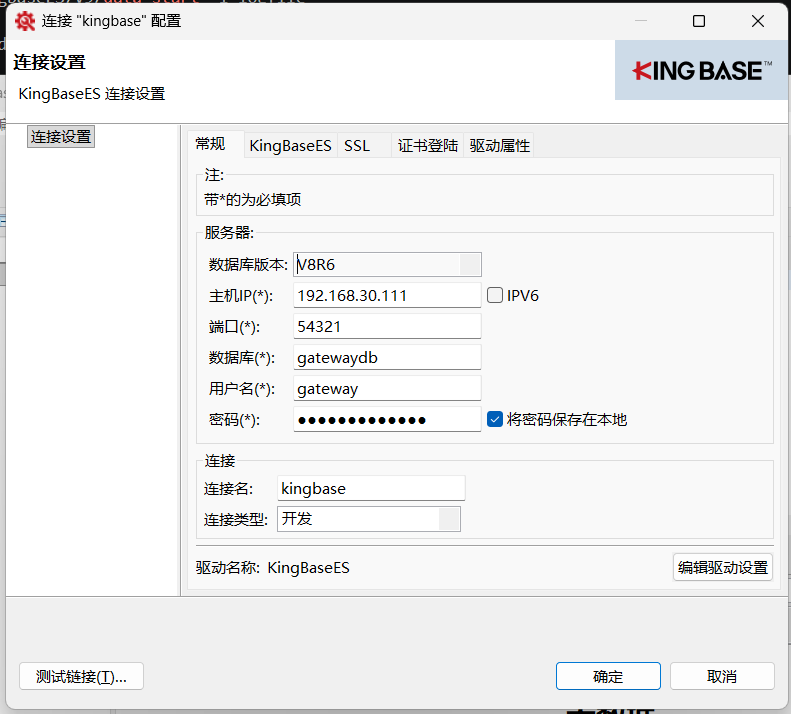 连接 "kingbase" 配置
连接设置
KingBaseES 连接设置
KINGBASE™
连接设置
常规 KingBaseES SSL 证书登陆 驱动属性
注:
带*的为必填项
服务器:
数据库版本: V8R6
主机IP(*): 192.168.30.111 IPV6
端口(*): 54321
数据库(*): gatewaydb
用户名(*): gateway
密码(*): ●●●●●●●●●●●●● 将密码保存在本地
连接
连接名: kingbase
连接类型: 开发
驱动名称: KingBaseES 编辑驱动设置
测试链接(T)... 确定 取消